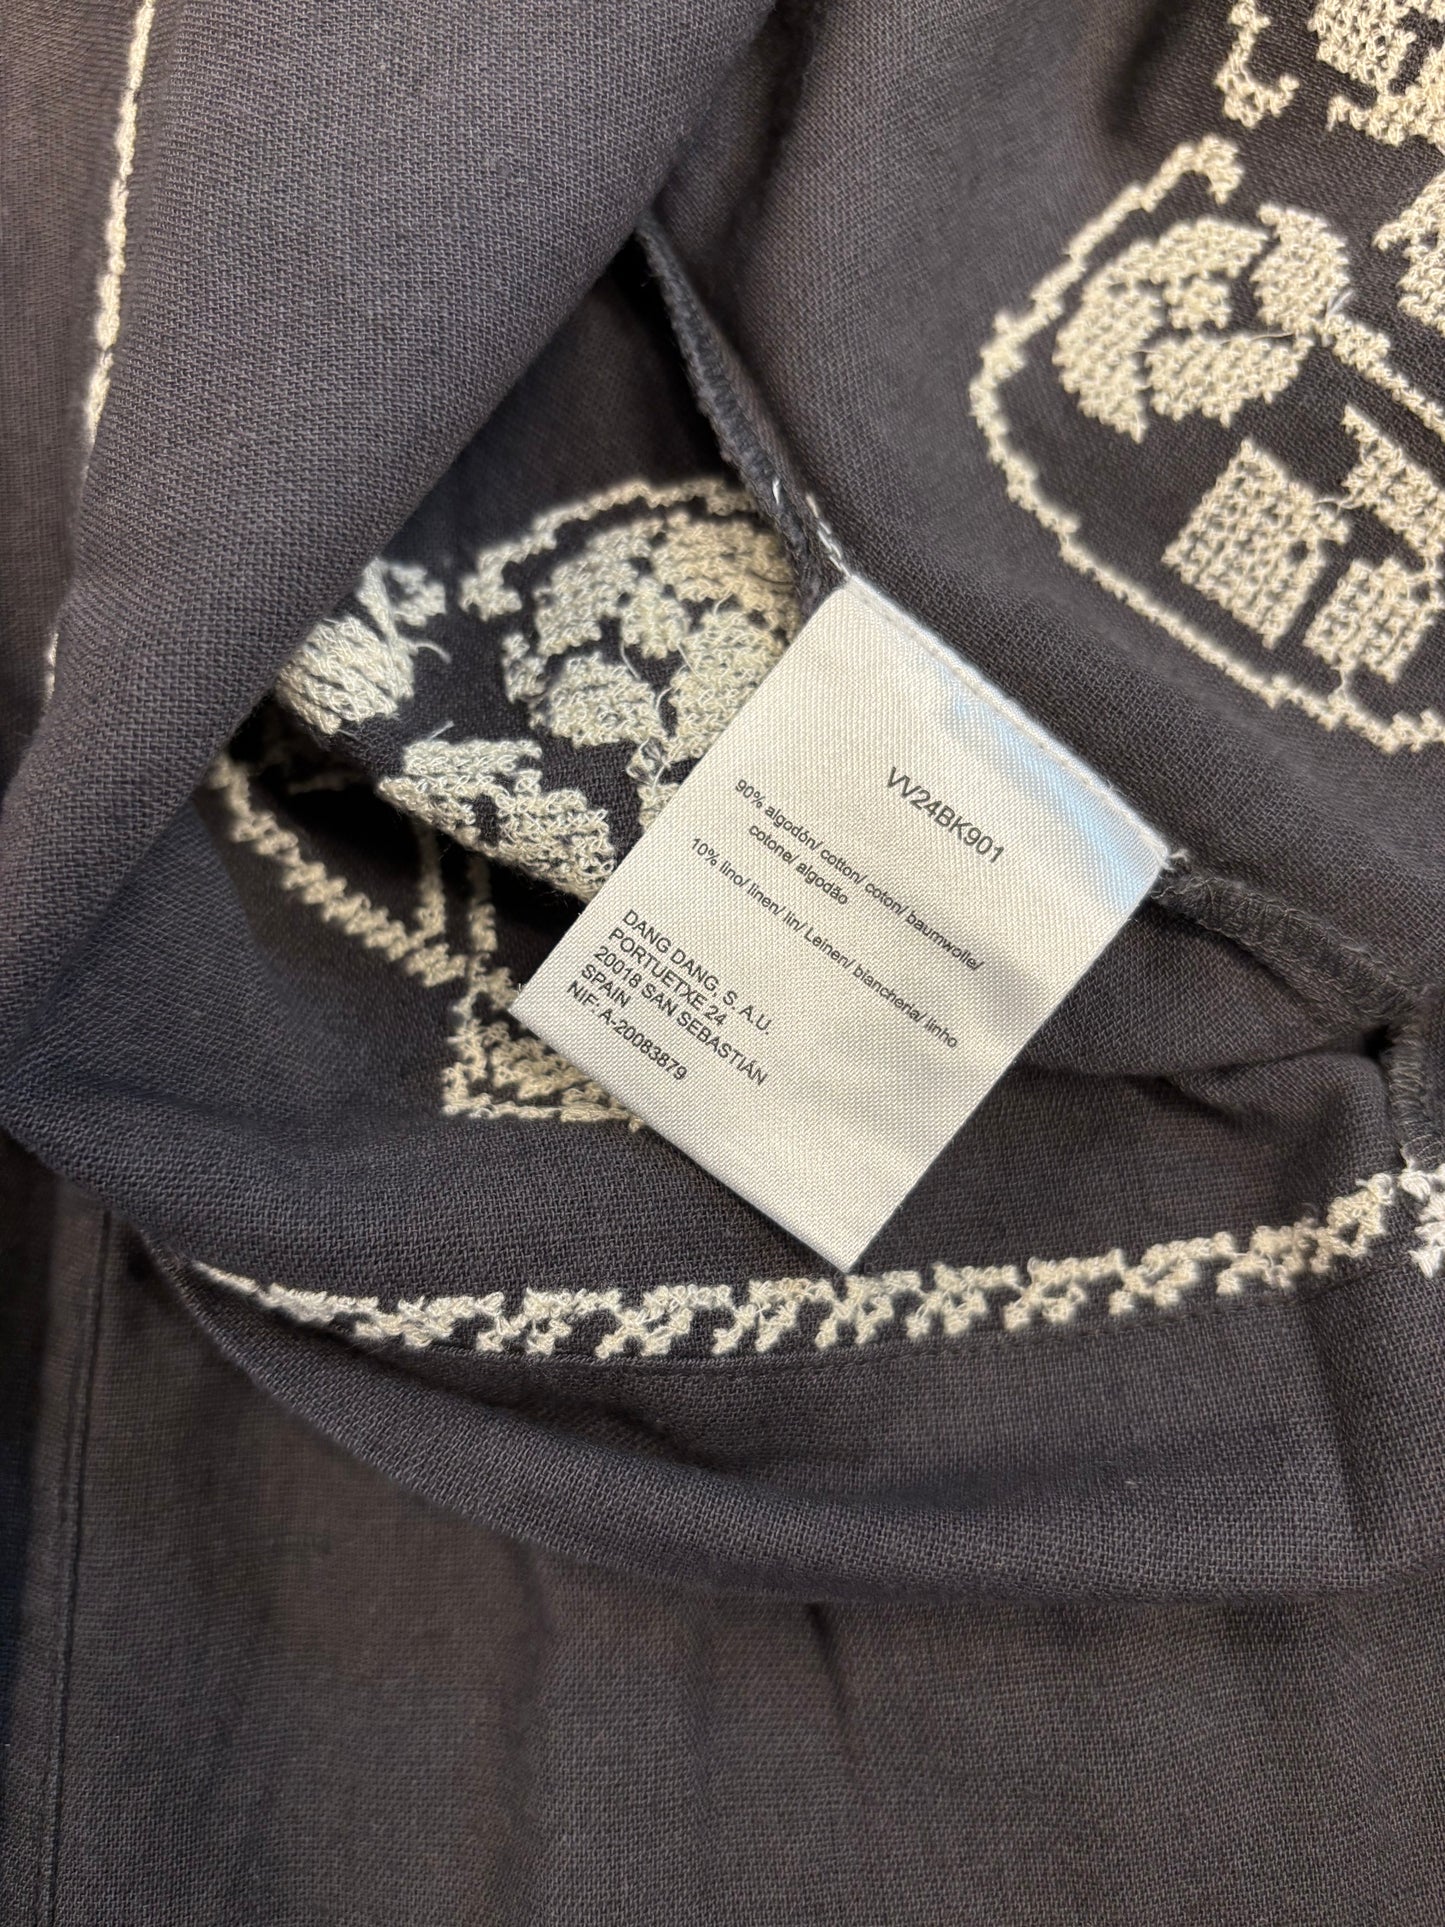 VV24BK901
90% algodón/ cotton/ coton/ baumwolle/
cotone/ algodão
10% lino/ linen/ lin/ Leinen/ biancheria/ linho
DANG DANG, S. A.U.
PORTUETXE 24
20018 SAN SEBASTIÁN
SPAIN
NIF: A-20083879